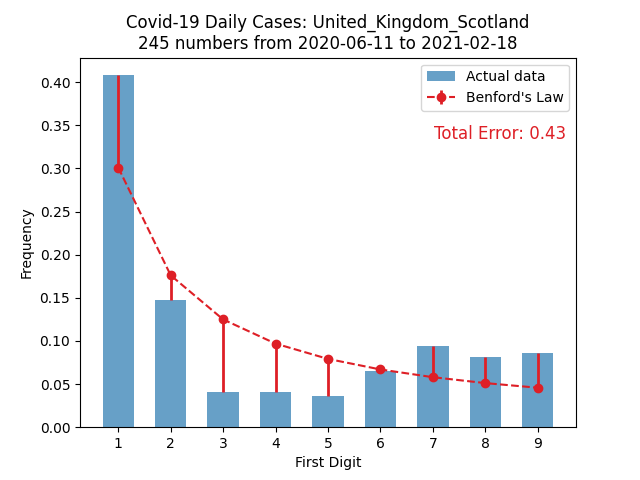 Covid-19 Daily Cases: United_Kingdom_Scotland
245 numbers from 2020-06-11 to 2021-02-18
Actual data
Benford's Law
Total Error: 0.43
Frequency
0.40
0.35
0.30
0.25
0.20
0.15
0.10
0.05
0.00
1 2 3 4 5 6 7 8 9
First Digit